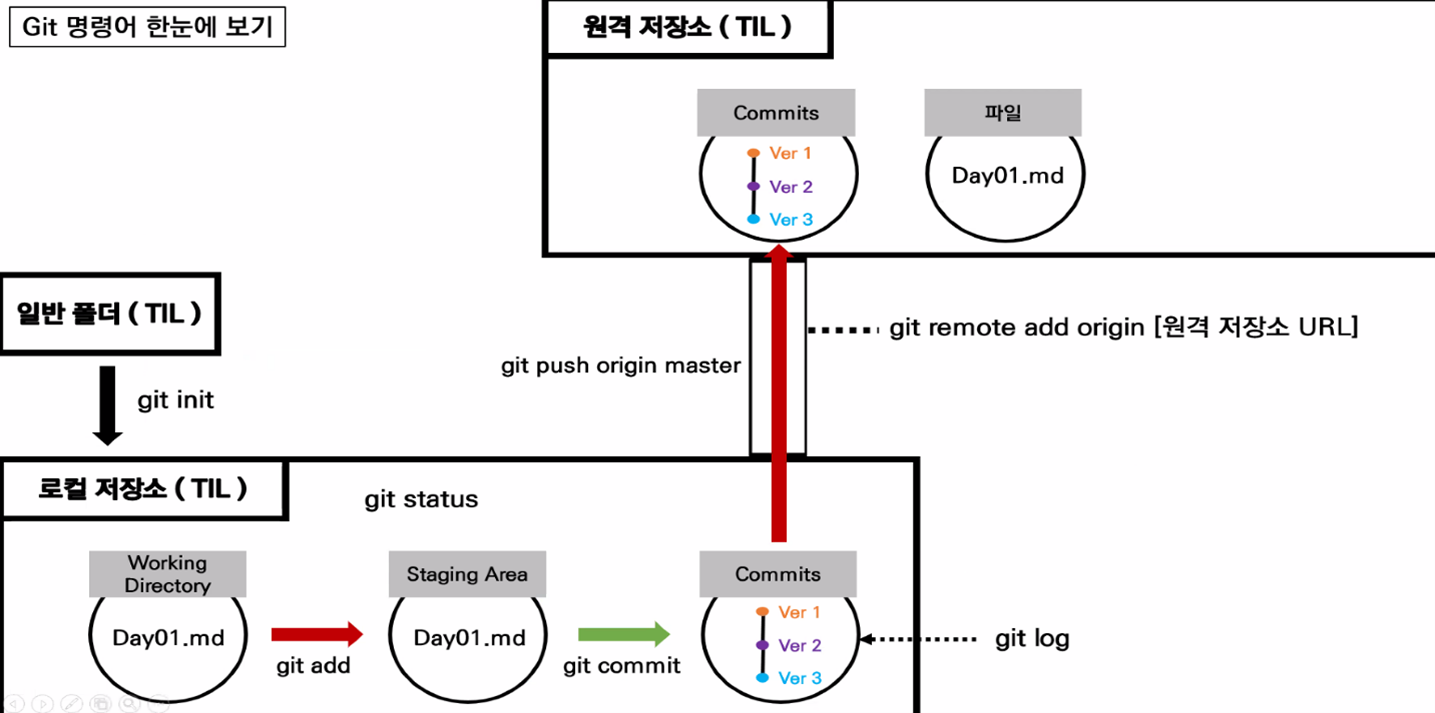 Git 명령어 한눈에 보기
원격 저장소 ( TIL )
Commits
Ver 1
Ver 2
Ver 3
파일
Day01.md
일반 폴더 ( TIL )
git init
git push origin master
git remote add origin [원격 저장소 URL]
로컬 저장소 ( TIL )
git status
Working
Directory
Day01.md
git add
Staging Area
Day01.md
git commit
Commits
Ver 1
Ver 2
Ver 3
git log